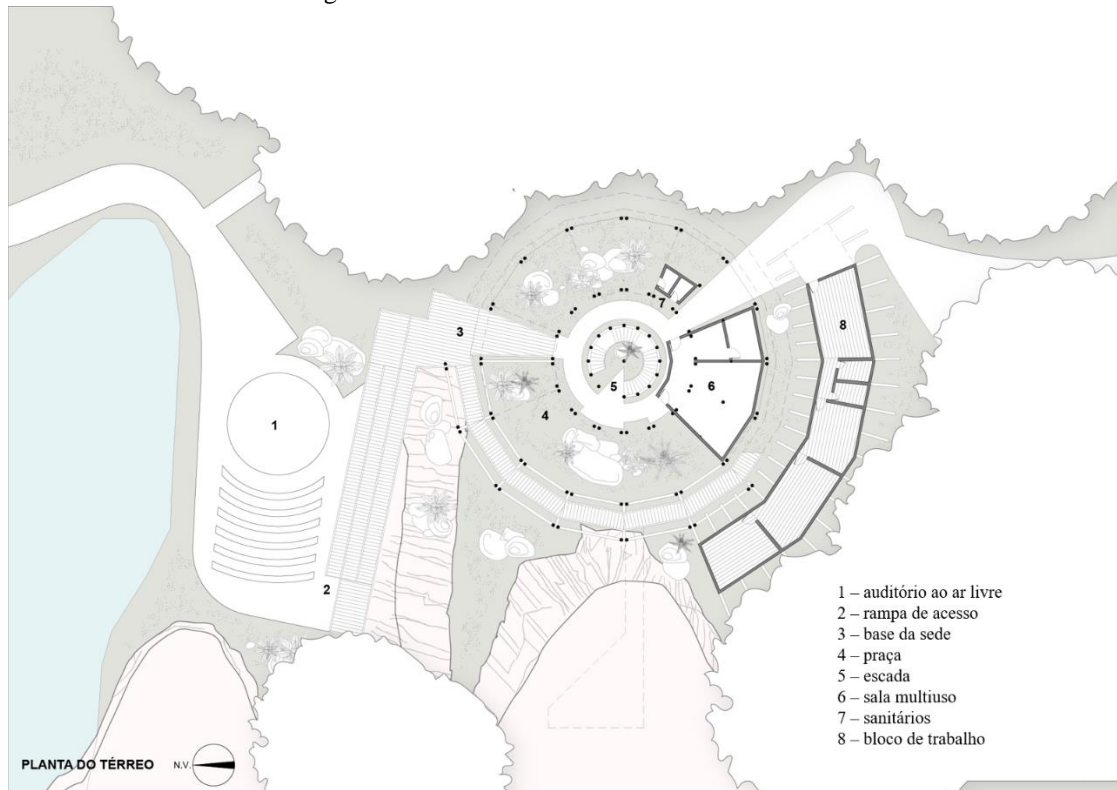 1
2
3
4
5
6
7
8
1 – auditório ao ar livre
2 – rampa de acesso
3 – base da sede
4 – praça
5 – escada
6 – sala multiuso
7 – sanitários
8 – bloco de trabalho
PLANTA DO TÉRREO N.V.